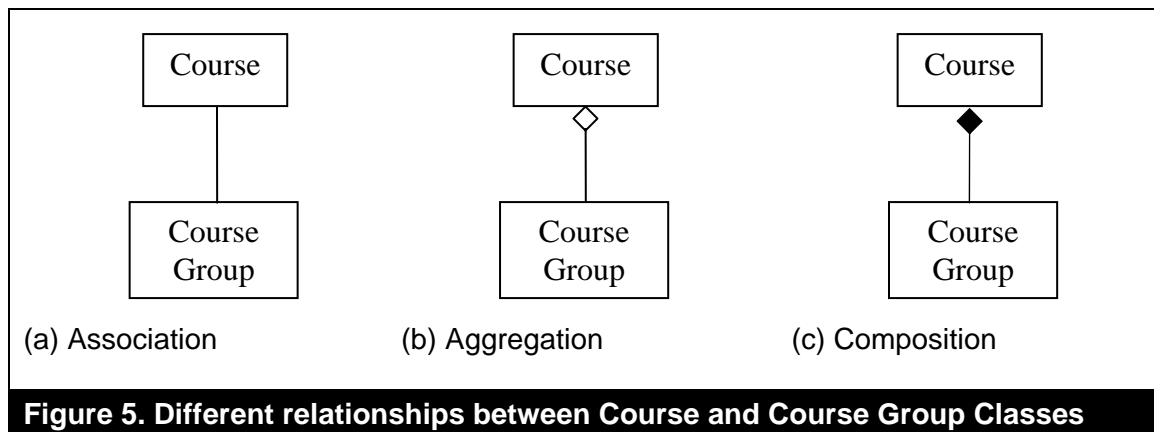 Course
Course
Course
Course
Group
Course
Group
Course
Group
(a) Association
(b) Aggregation
(c) Composition
Figure 5. Different relationships between Course and Course Group Classes